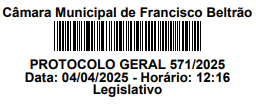 Câmara Municipal de Francisco Beltrão
PROTOCOLO GERAL 571/2025
Data: 04/04/2025 - Horário: 12:16
Legislativo